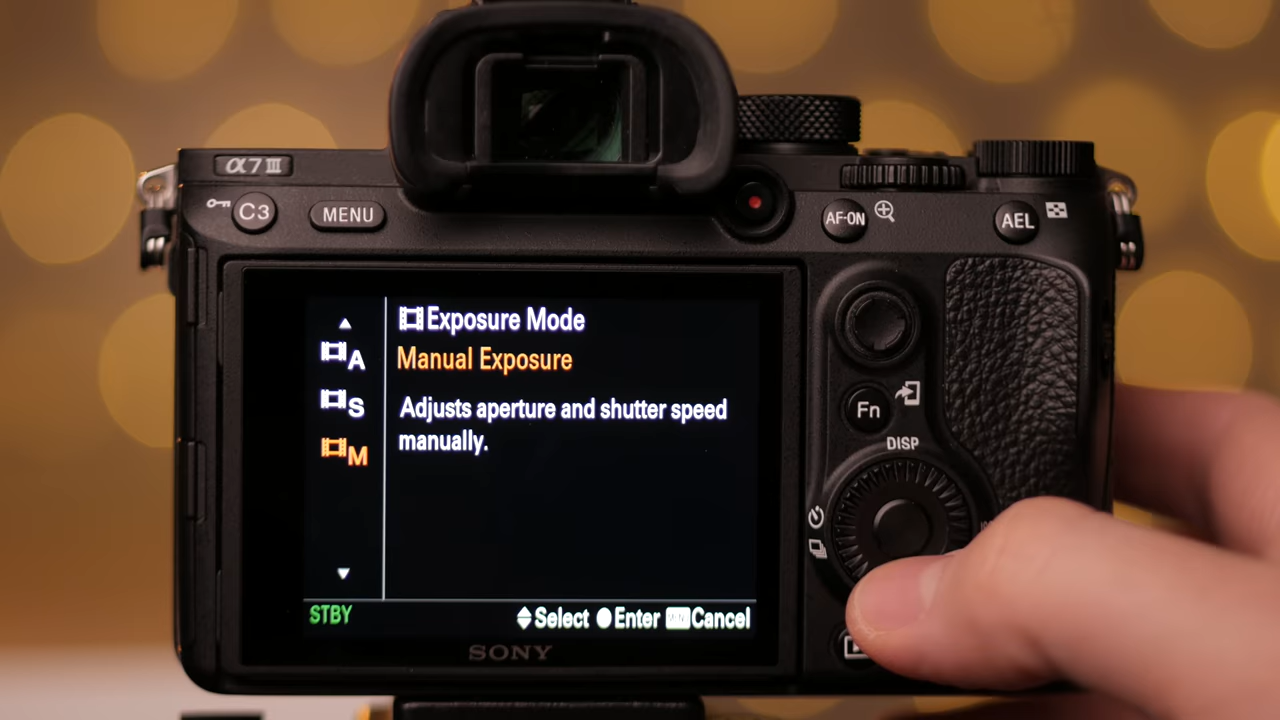 α7III
C3
MENU
AF-ON
AEL
Exposure Mode
Manual Exposure
A
S
M
Adjusts aperture and shutter speed
manually.
Fn
DISP
STBY
Select Enter MENU Cancel
SONY